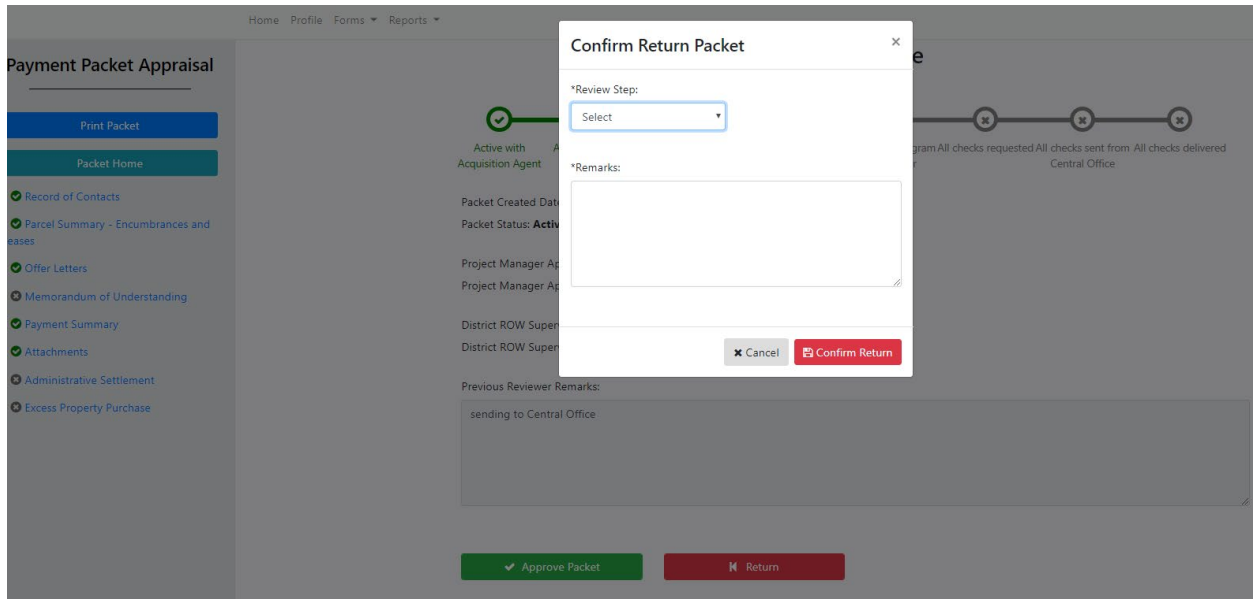 Home Profile Forms Reports
Payment Packet Appraisal
Print Packet
Packet Home
Record of Contacts
Parcel Summary - Encumbrances and
eases
Offer Letters
Memorandum of Understanding
Payment Summary
Attachments
Administrative Settlement
Excess Property Purchase
Confirm Return Packet
*Review Step:
Select
*Remarks:
Cancel
Confirm Return
e
Active with
Acquisition Agent
A
gram
r
All checks requested
All checks sent from
Central Office
All checks delivered
Packet Created Date
Packet Status: Activ
Project Manager Ap
Project Manager Ap
District ROW Super
District ROW Super
Previous Reviewer Remarks:
sending to Central Office
Approve Packet
Return